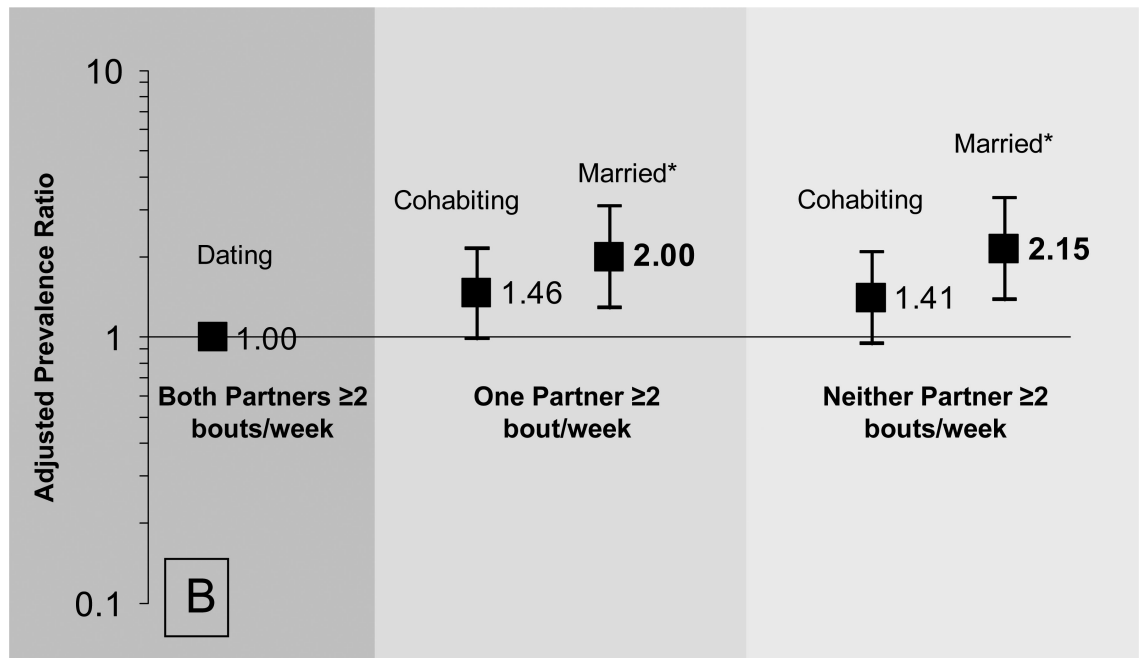 Adjusted Prevalence Ratio
10
1
0.1
Dating
1.00
Both Partners ≥2
bouts/week
Cohabiting
1.46
Married*
2.00
One Partner ≥2
bout/week
Cohabiting
1.41
Married*
2.15
Neither Partner ≥2
bouts/week
B